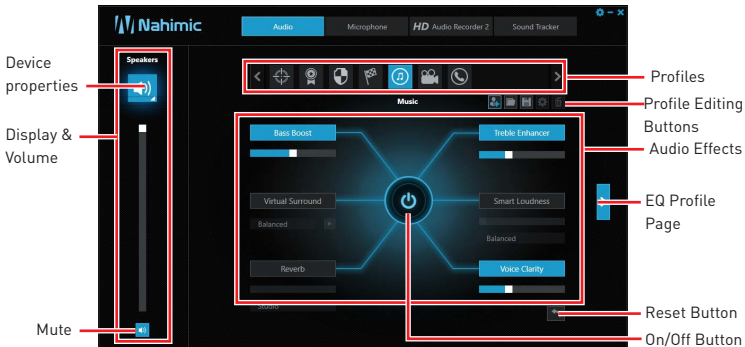 Nahimic
Audio
Microphone
HD Audio Recorder 2
Sound Tracker
Speakers
Music
Bass Boost
Treble Enhancer
Virtual Surround
Balanced
Smart Loudness
Balanced
Reverb
Studio
Voice Clarity
Device
properties
Display &
Volume
Mute
Profiles
Profile Editing
Buttons
Audio Effects
EQ Profile
Page
Reset Button
On/Off Button